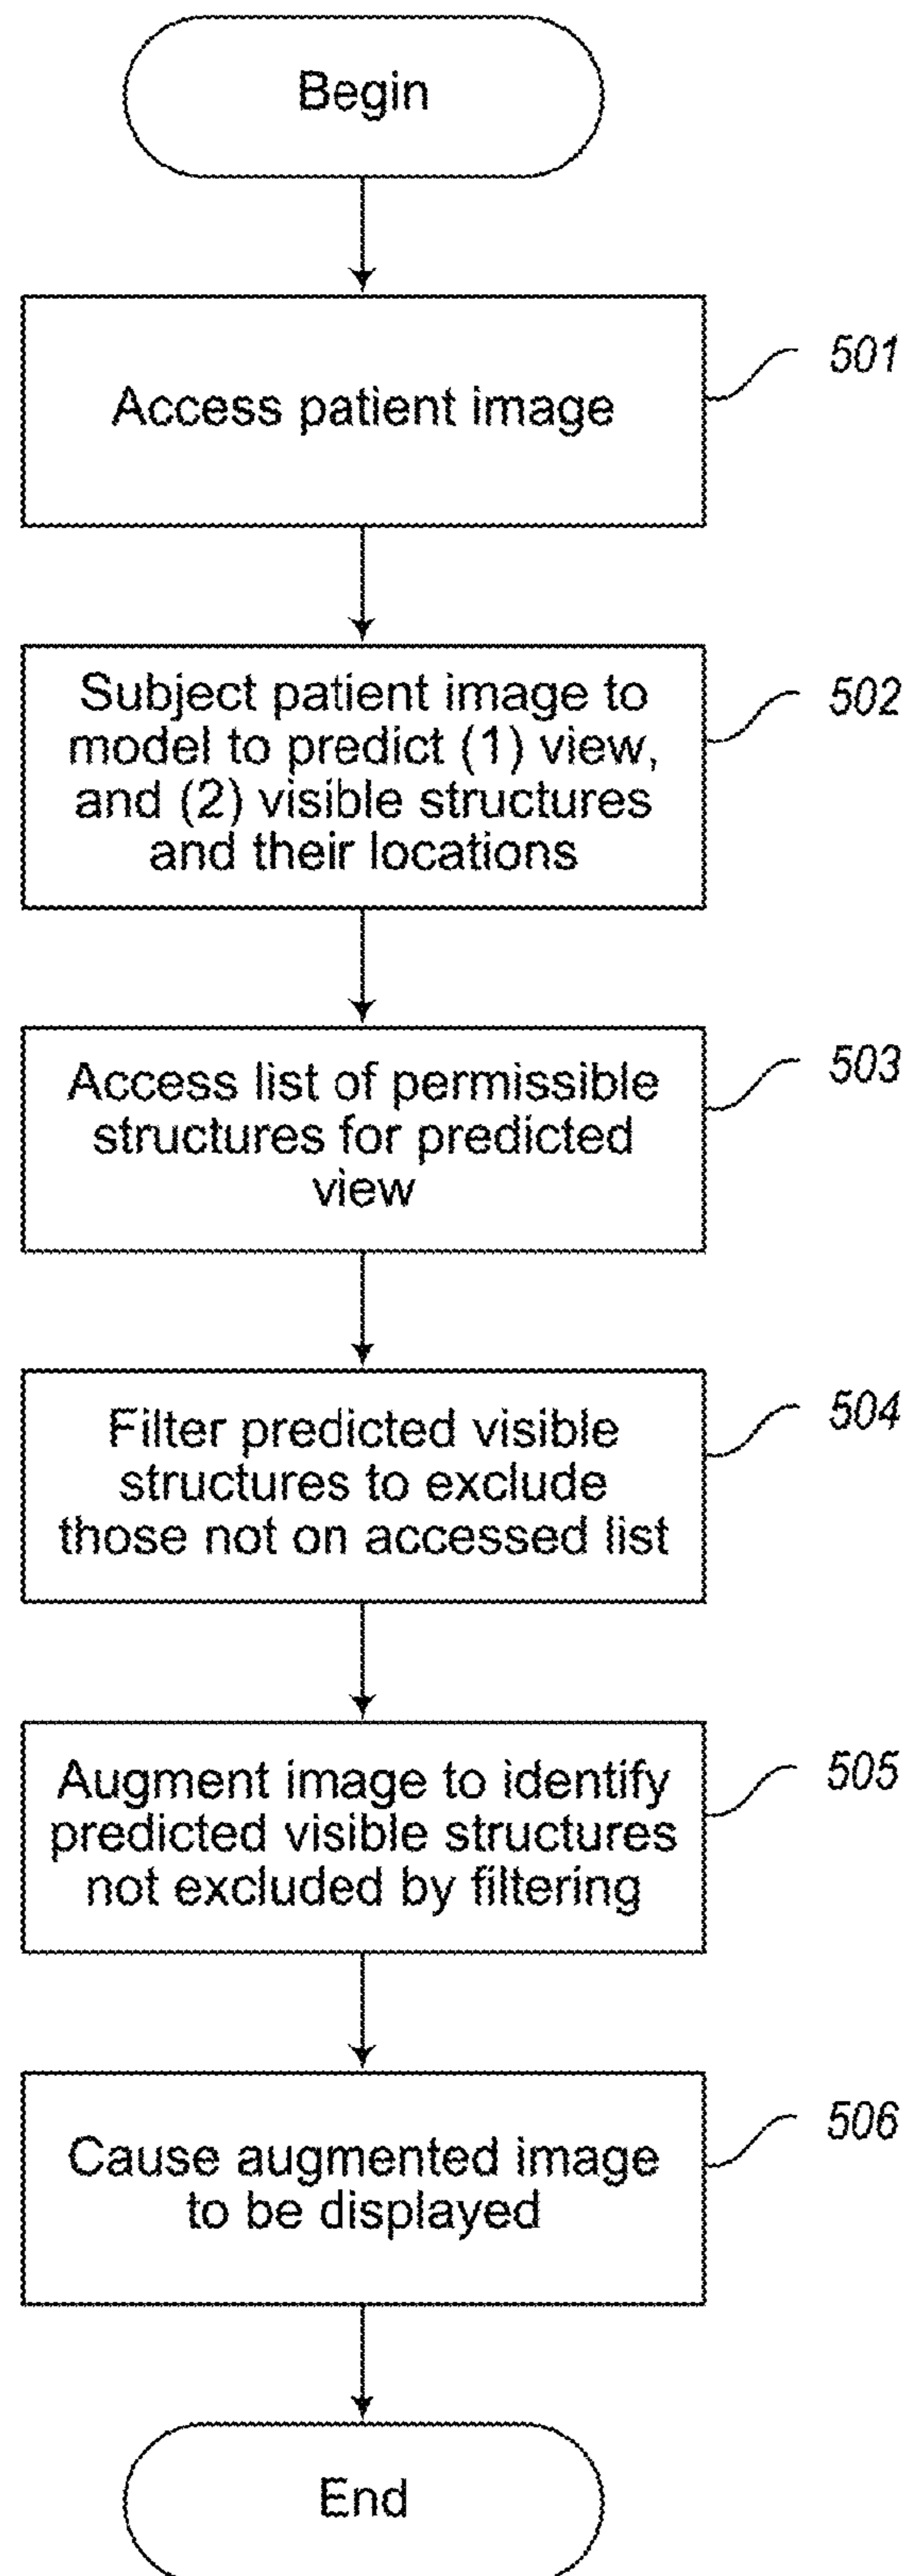 Begin
Access patient image
501
Subject patient image to
model to predict (1) view,
and (2) visible structures
and their locations
502
Access list of permissible
structures for predicted
view
503
Filter predicted visible
structures to exclude
those not on accessed list
504
Augment image to identify
predicted visible structures
not excluded by filtering
505
Cause augmented image
to be displayed
506
End